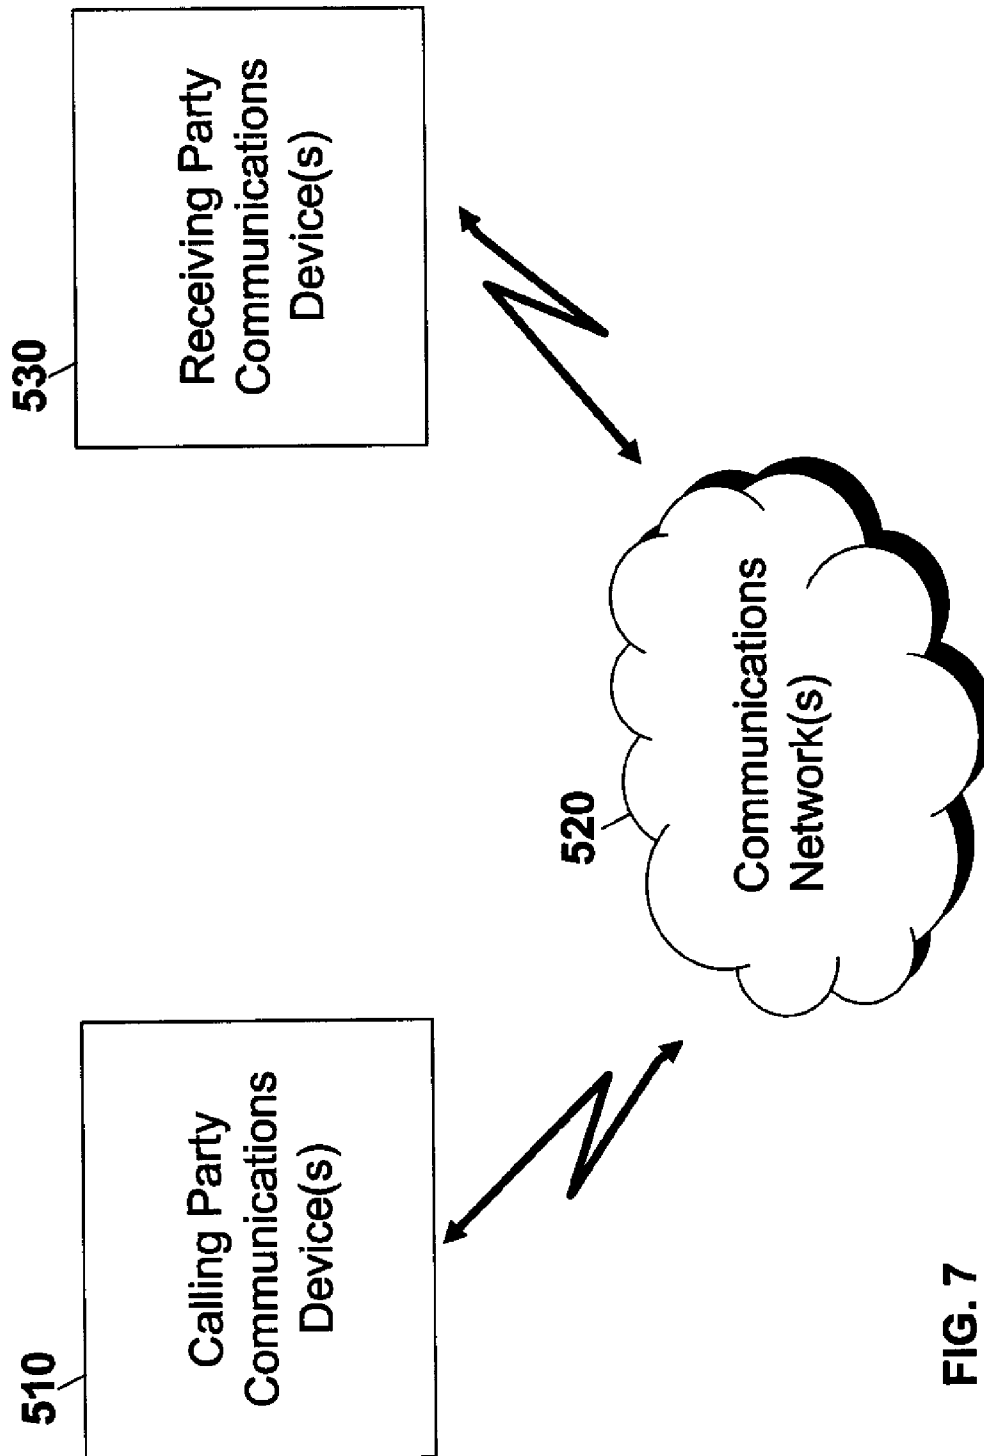 510
Calling Party
Communications
Device(s)
530
Receiving Party
Communications
Device(s)
520
Communications
Network(s)
FIG. 7